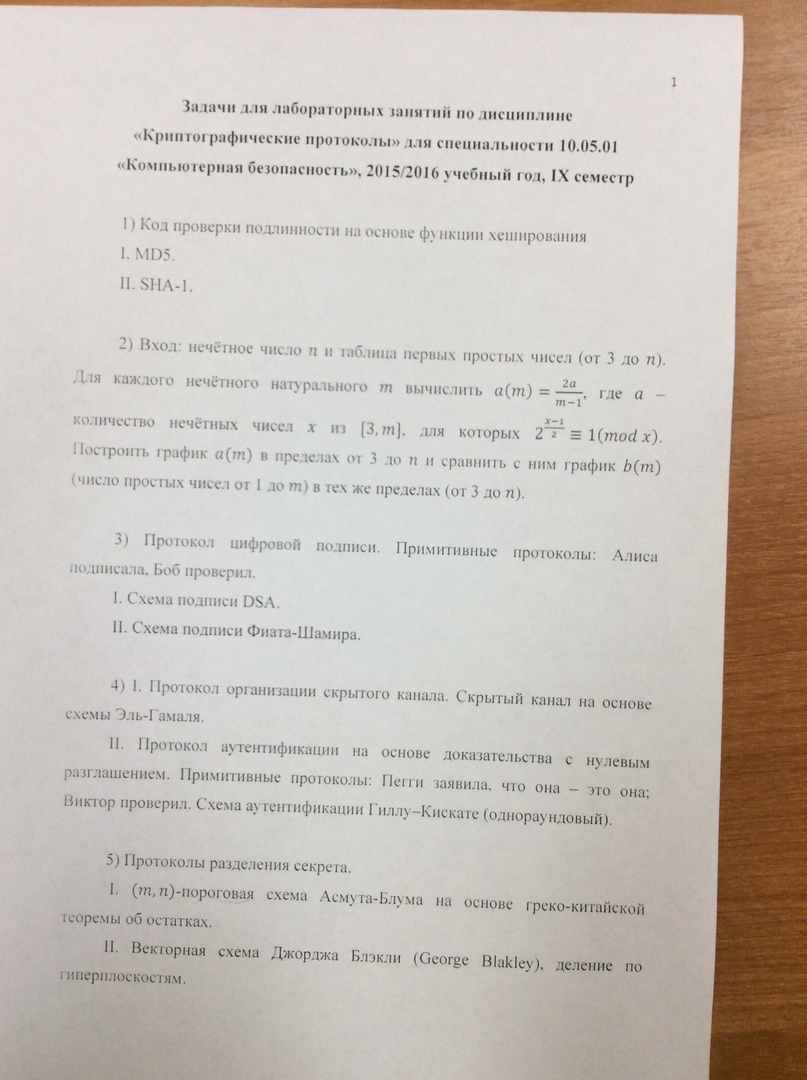 1
Задачи для лабораторных занятий по дисциплине
«Криптографические протоколы» для специальности 10.05.01
«Компьютерная безопасность», 2015/2016 учебный год, IX семестр
1) Код проверки подлинности на основе функции хеширования
I. MD5.
II. SHA-1.
2) Вход: нечётное число n и таблица первых простых чисел (от 3 до n).
Для каждого нечётного натурального m вычислить a(m) = 2a/(m−1), где a –
количество нечётных чисел x из [3, m], для которых 2^((x−1)/2) ≡ 1(mod x).
Построить график a(m) в пределах от 3 до n и сравнить с ним график b(m)
(число простых чисел от 1 до m) в тех же пределах (от 3 до n).
3) Протокол цифровой подписи. Примитивные протоколы: Алиса
подписала, Боб проверил.
I. Схема подписи DSA.
II. Схема подписи Фиата-Шамира.
4) I. Протокол организации скрытого канала. Скрытый канал на основе
схемы Эль-Гамаля.
II. Протокол аутентификации на основе доказательства с нулевым
разглашением. Примитивные протоколы: Пегги заявила, что она – это она;
Виктор проверил. Схема аутентификации Гиллу–Кискате (однораундовый).
5) Протоколы разделения секрета.
I. (m, n)-пороговая схема Асмута-Блума на основе греко-китайской
теоремы об остатках.
II. Векторная схема Джорджа Блэкли (George Blakley), деление по
гиперплоскостям.